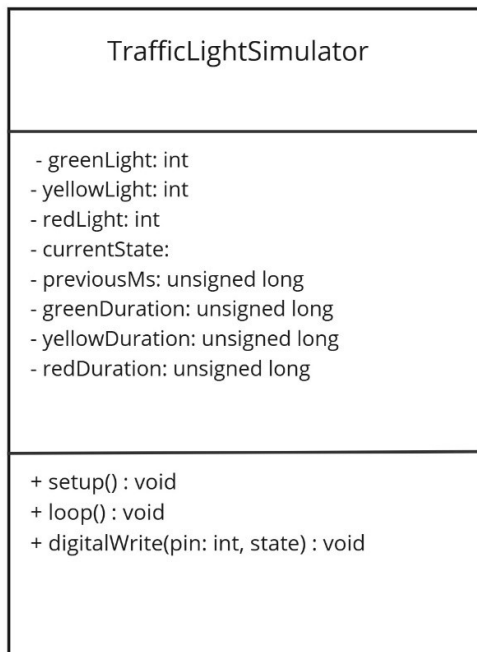 TrafficLightSimulator
- greenLight: int
- yellowLight: int
- redLight: int
- currentState:
- previousMs: unsigned long
- greenDuration: unsigned long
- yellowDuration: unsigned long
- redDuration: unsigned long
+ setup() : void
+ loop() : void
+ digitalWrite(pin: int, state) : void